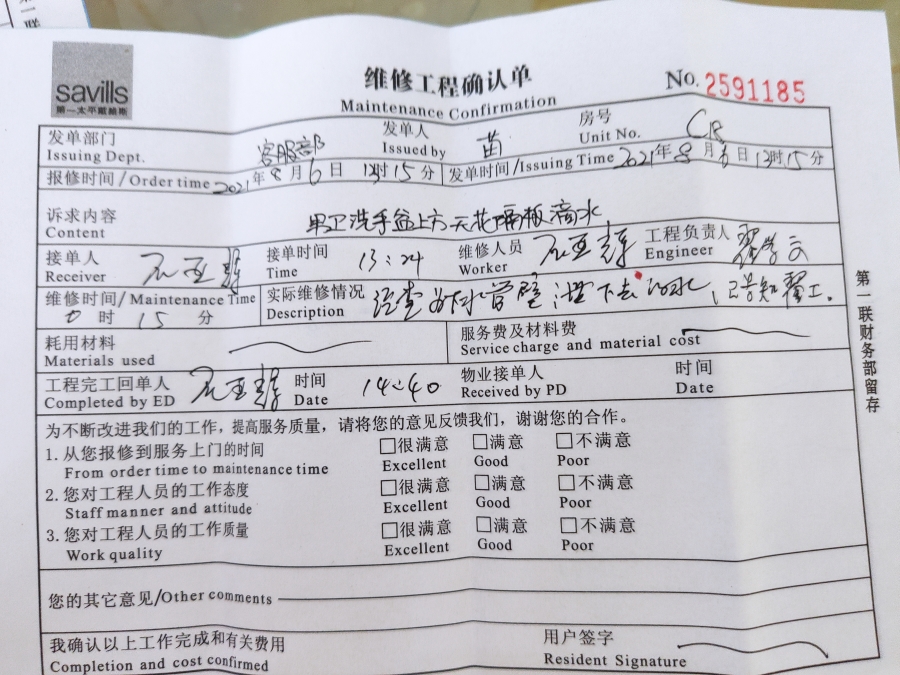 savills
第一太平戴维斯
维修工程确认单
Maintenance Confirmation
No. 2591185
发单部门 客服部 发单人 苗 房号 CR
Issuing Dept. Issued by Unit No.
报修时间/Order time 2021年8月6日 13时15分 发单时间/Issuing Time 2021年8月6日13时15分
诉求内容 男卫洗手盆上方天花隔板滴水
Content
接单人 接单时间 13:24 维修人员 工程负责人
Receiver Time Worker Engineer
维修时间/Maintenance Time 实际维修情况 经查
时15分 Description 已告知翟工。
耗用材料 服务费及材料费
Materials used Service charge and material cost
工程完工回单人 时间 14:40 物业接单人 时间
Completed by ED Date Received by PD Date
为不断改进我们的工作，提高服务质量，请将您的意见反馈我们，谢谢您的合作。
1.从您报修到服务上门的时间 □很满意 □满意 □不满意
From order time to maintenance time Excellent Good Poor
2.您对工程人员的工作态度 □很满意 □满意 □不满意
Staff manner and attitude Excellent Good Poor
3.您对工程人员的工作质量 □很满意 □满意 □不满意
Work quality Excellent Good Poor
您的其它意见/Other comments
我确认以上工作完成和有关费用 用户签字
Completion and cost confirmed Resident Signature
第一联财务部留存